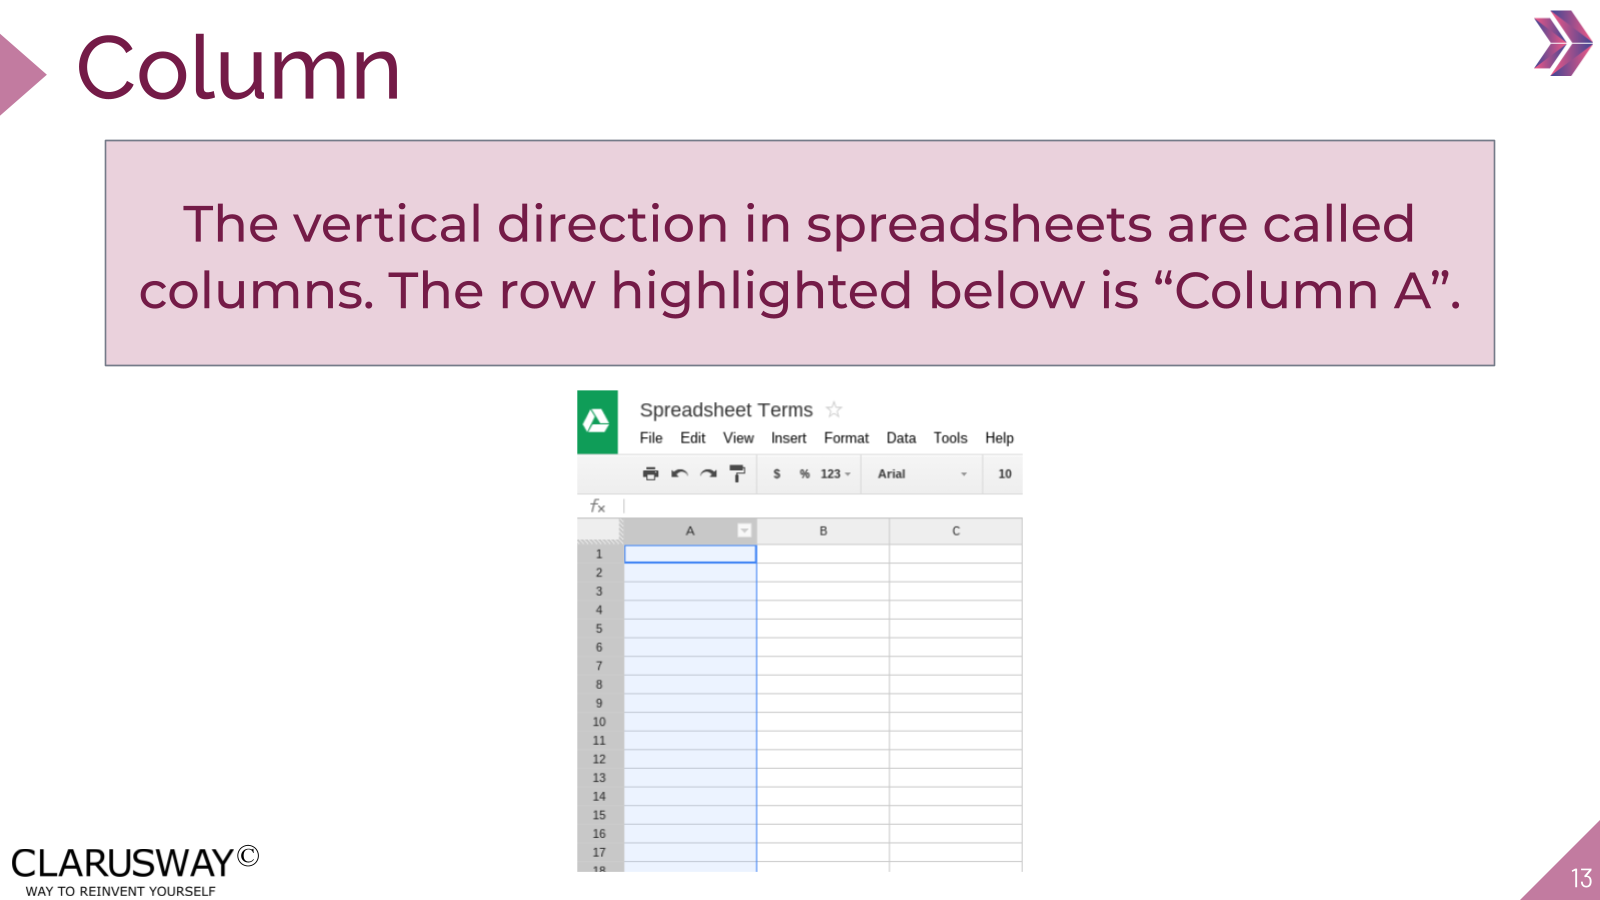 Column
The vertical direction in spreadsheets are called
columns. The row highlighted below is “Column A”.
Spreadsheet Terms
File Edit View Insert Format Data Tools Help
$ % 123 Arial 10
fx
A B C
1
2
3
4
5
6
7
8
9
10
11
12
13
14
15
16
17
18
CLARUSWAY©
WAY TO REINVENT YOURSELF
13